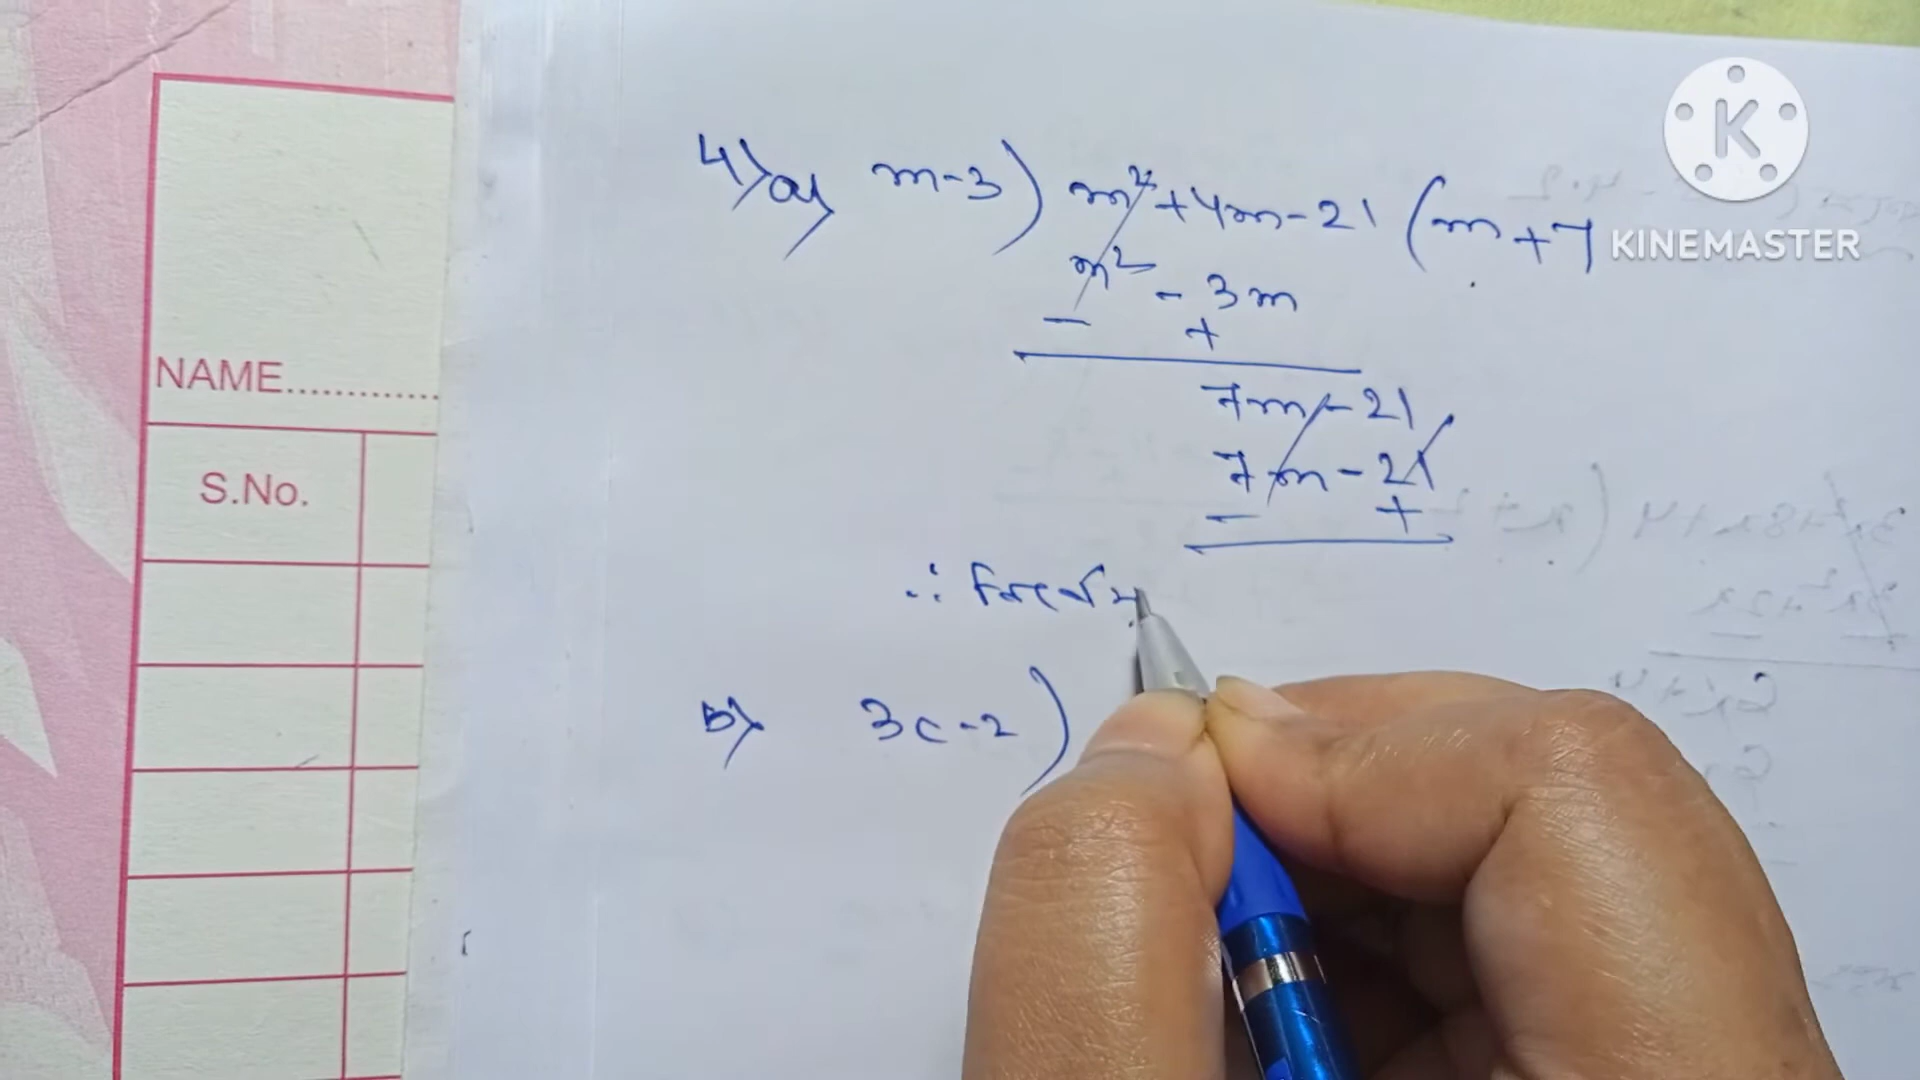 4) a) m-3) m²+4m-21 (m+7
KINEMASTER
m² - 3m
- +
7m-21
7m-21
- +
∴
b) 3c-2)
NAME.............
S.No.